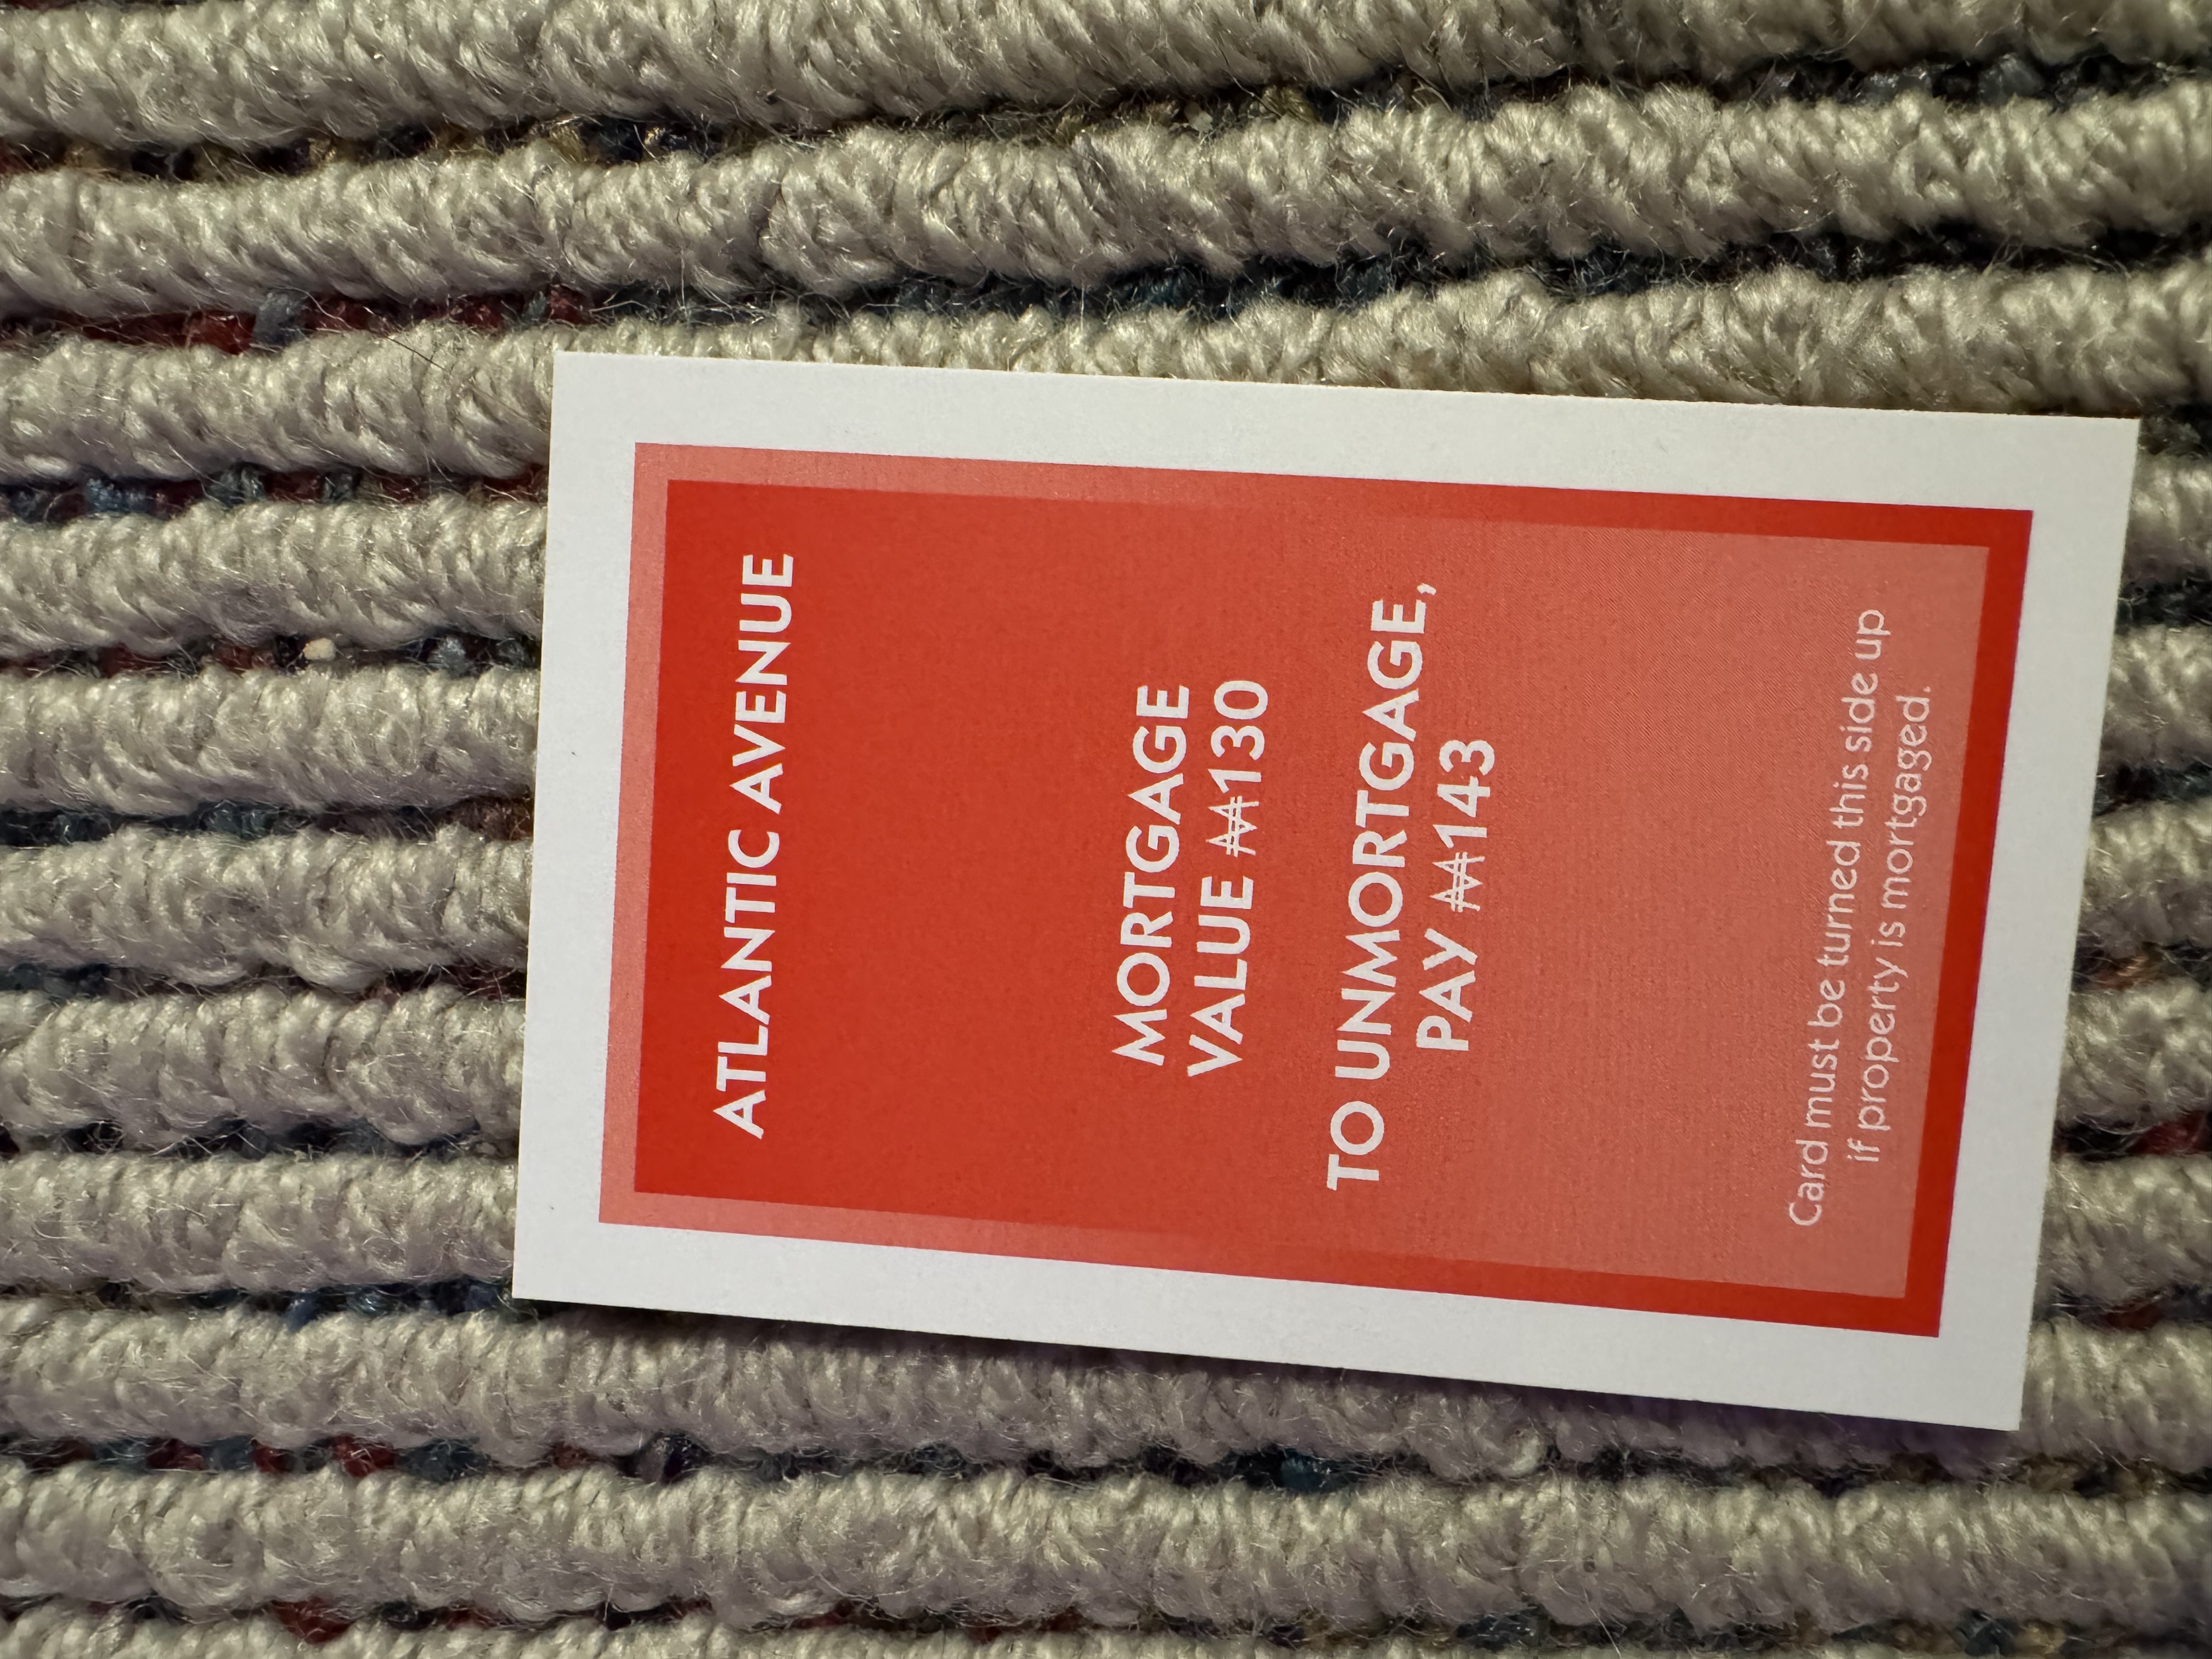 ATLANTIC AVENUE
MORTGAGE
VALUE ₩130
TO UNMORTGAGE,
PAY ₩143
Card must be turned this side up
if property is mortgaged.